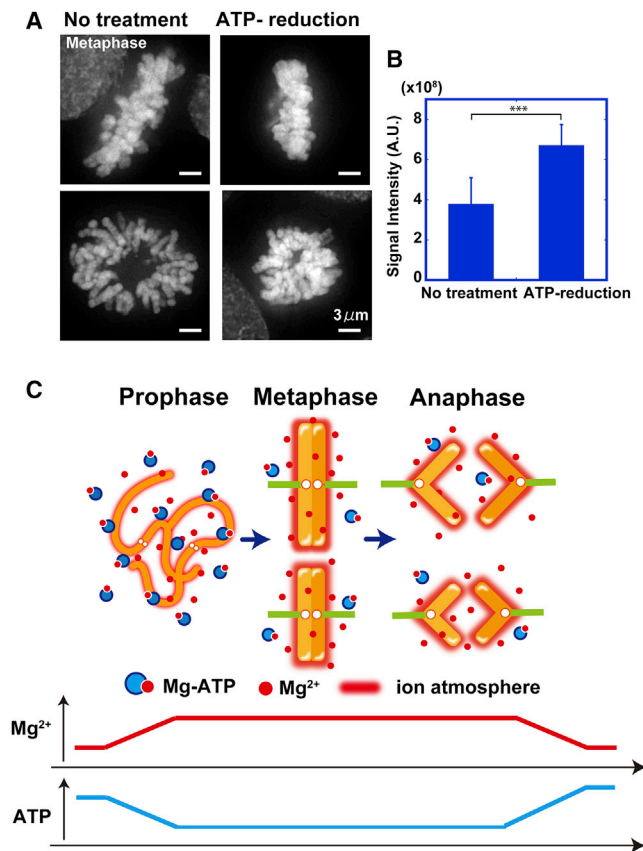 A
No treatment
ATP- reduction
Metaphase
3 μm
B
(x10⁸)
Signal Intensity (A.U.)
8
6
4
2
0
***
No treatment
ATP-reduction
C
Prophase
Metaphase
Anaphase
Mg-ATP
Mg²⁺
ion atmosphere
Mg²⁺
ATP